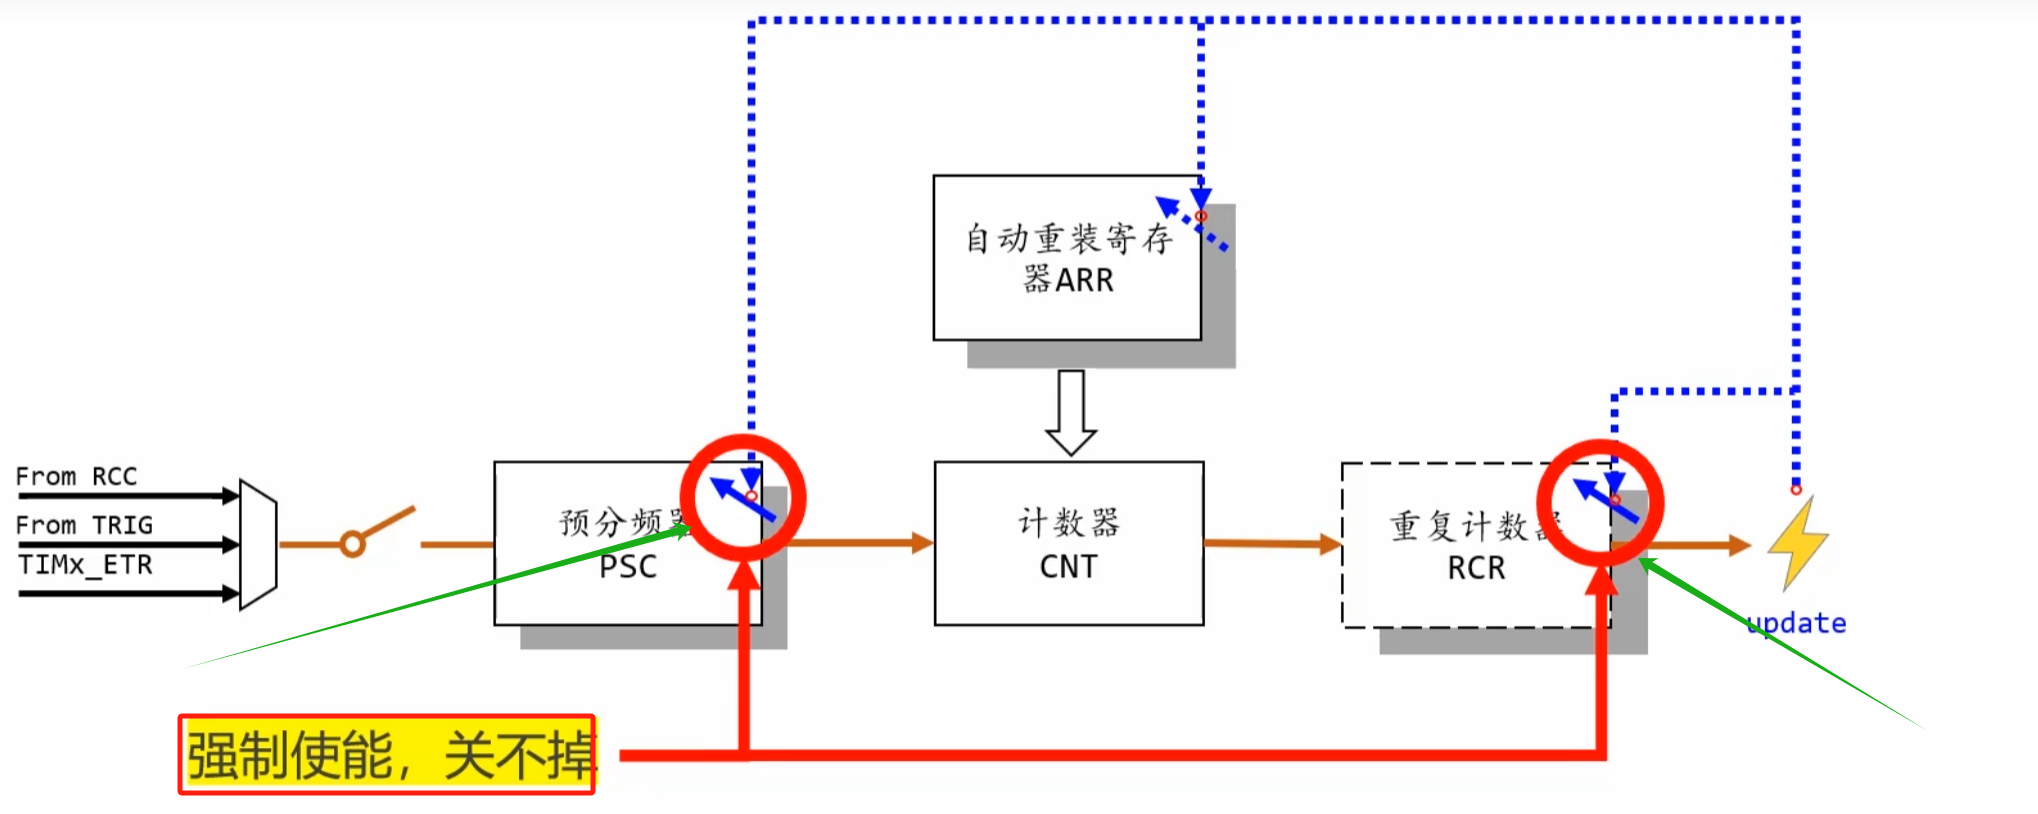 自动重装寄存
器ARR
From RCC
From TRIG
TIMx_ETR
预分频器
PSC
计数器
CNT
重复计数器
RCR
update
强制使能，关不掉